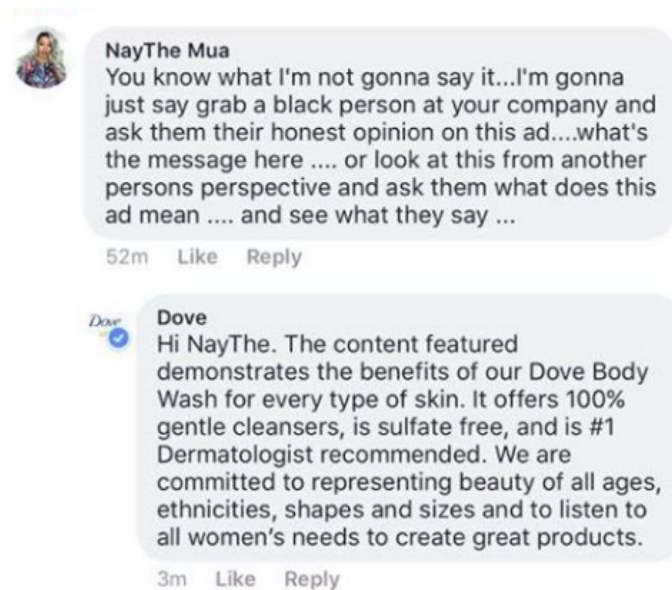 NayThe Mua
You know what I'm not gonna say it...I'm gonna
just say grab a black person at your company and
ask them their honest opinion on this ad....what's
the message here .... or look at this from another
persons perspective and ask them what does this
ad mean .... and see what they say ...
52m Like Reply
Dove
Dove
Hi NayThe. The content featured
demonstrates the benefits of our Dove Body
Wash for every type of skin. It offers 100%
gentle cleansers, is sulfate free, and is #1
Dermatologist recommended. We are
committed to representing beauty of all ages,
ethnicities, shapes and sizes and to listen to
all women's needs to create great products.
3m Like Reply